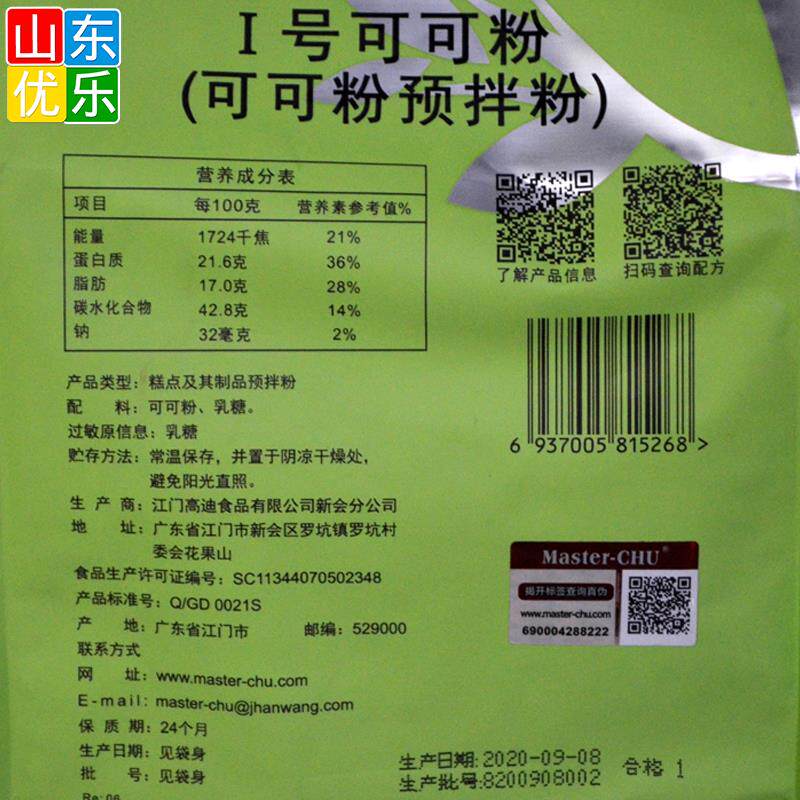 山东
优乐
I号可可粉
(可可粉预拌粉)
营养成分表
项目 每100克 营养素参考值%
能量 1724千焦 21%
蛋白质 21.6克 36%
脂肪 17.0克 28%
碳水化合物 42.8克 14%
钠 32毫克 2%
了解产品信息 扫码查询配方
产品类型：糕点及其制品预拌粉
配 料：可可粉、乳糖。
过敏原信息：乳糖
贮存方法：常温保存，并置于阴凉干燥处，
避免阳光直照。
生 产 商：江门高迪食品有限公司新会分公司
地 址：广东省江门市新会区罗坑镇罗坑村
委会花果山
食品生产许可证编号：SC11344070502348
产品标准号：Q/GD 0021S
产 地：广东省江门市 邮编：529000
联系方式
网 址：www.master-chu.com
E-mail：master-chu@jhanwang.com
保 质 期：24个月
生产日期：见袋身
批 号：见袋身
Re: 06
6 937005 815268 >
Master-CHU®
揭开标签查询真伪
www.master-chu.com
690004288222
生产日期:2020-09-08
生产批号:8200908002 合格 1